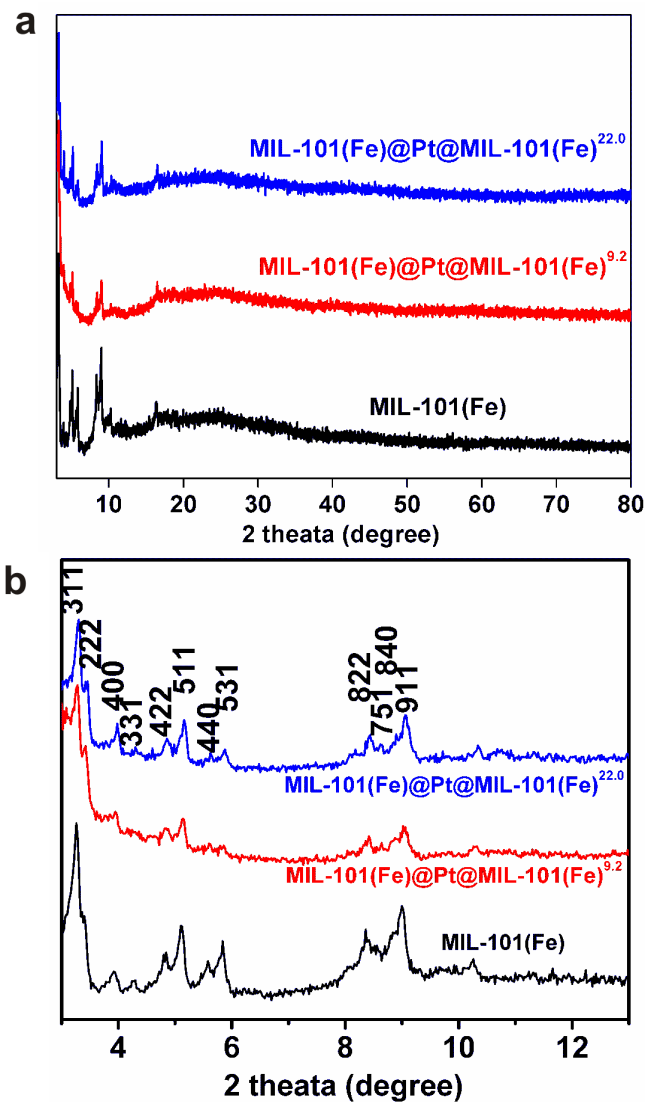 a
MIL-101(Fe)@Pt@MIL-101(Fe)22.0
MIL-101(Fe)@Pt@MIL-101(Fe)9.2
MIL-101(Fe)
10 20 30 40 50 60 70 80
2 theata (degree)
b
311
222
400
331
422
511
440
531
822
751
840
911
MIL-101(Fe)@Pt@MIL-101(Fe)22.0
MIL-101(Fe)@Pt@MIL-101(Fe)9.2
MIL-101(Fe)
4 6 8 10 12
2 theata (degree)